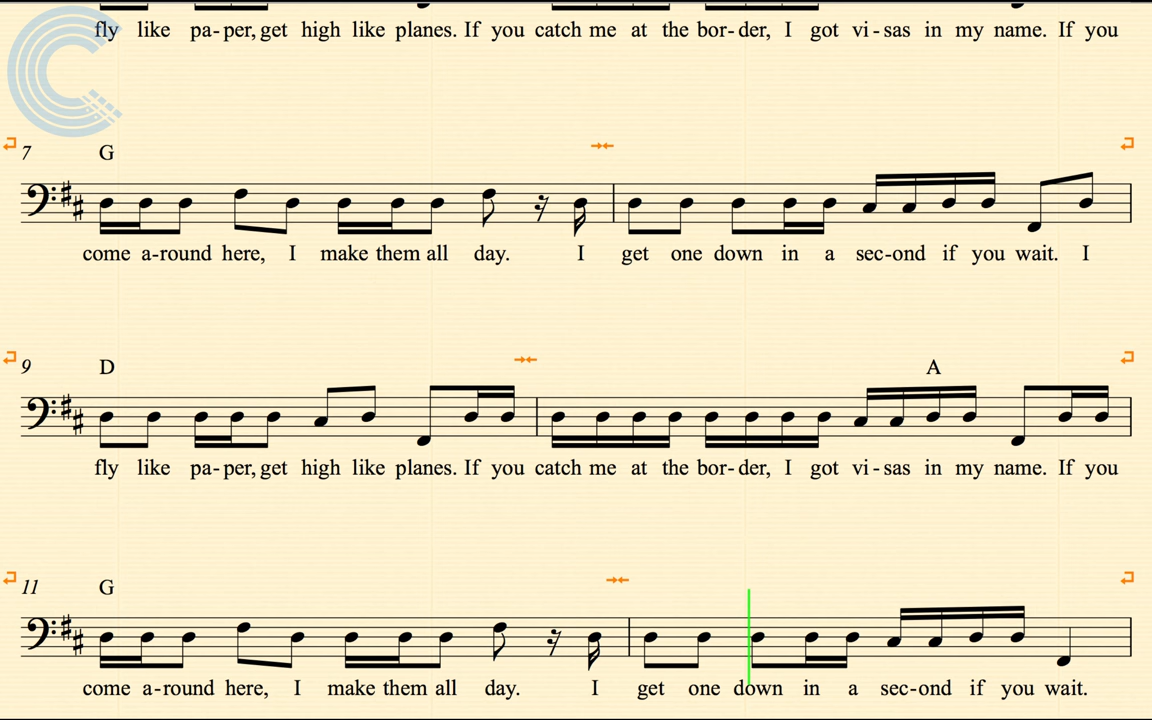 fly like pa-per, get high like planes. If you catch me at the bor-der, I got vi-sas in my name. If you
7 G
come a-round here, I make them all day. I get one down in a sec-ond if you wait. I
9 D A
fly like pa-per, get high like planes. If you catch me at the bor-der, I got vi-sas in my name. If you
11 G
come a-round here, I make them all day. I get one down in a sec-ond if you wait.